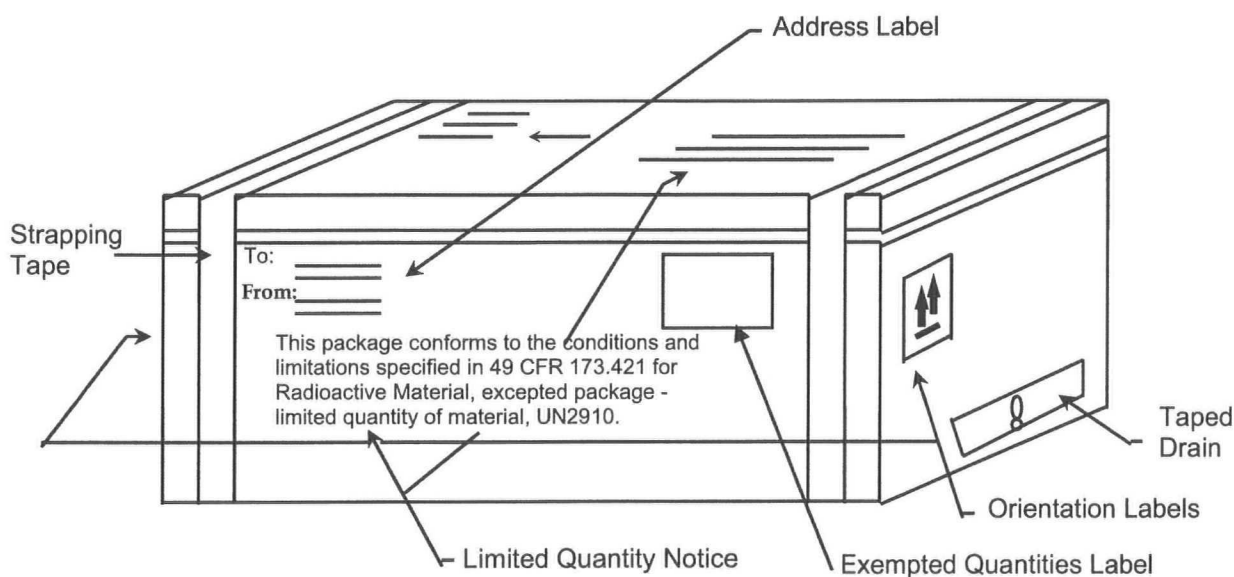 Address Label
Strapping
Tape
To:
From:
This package conforms to the conditions and
limitations specified in 49 CFR 173.421 for
Radioactive Material, excepted package -
limited quantity of material, UN2910.
Taped
Drain
Orientation Labels
Limited Quantity Notice
Exempted Quantities Label